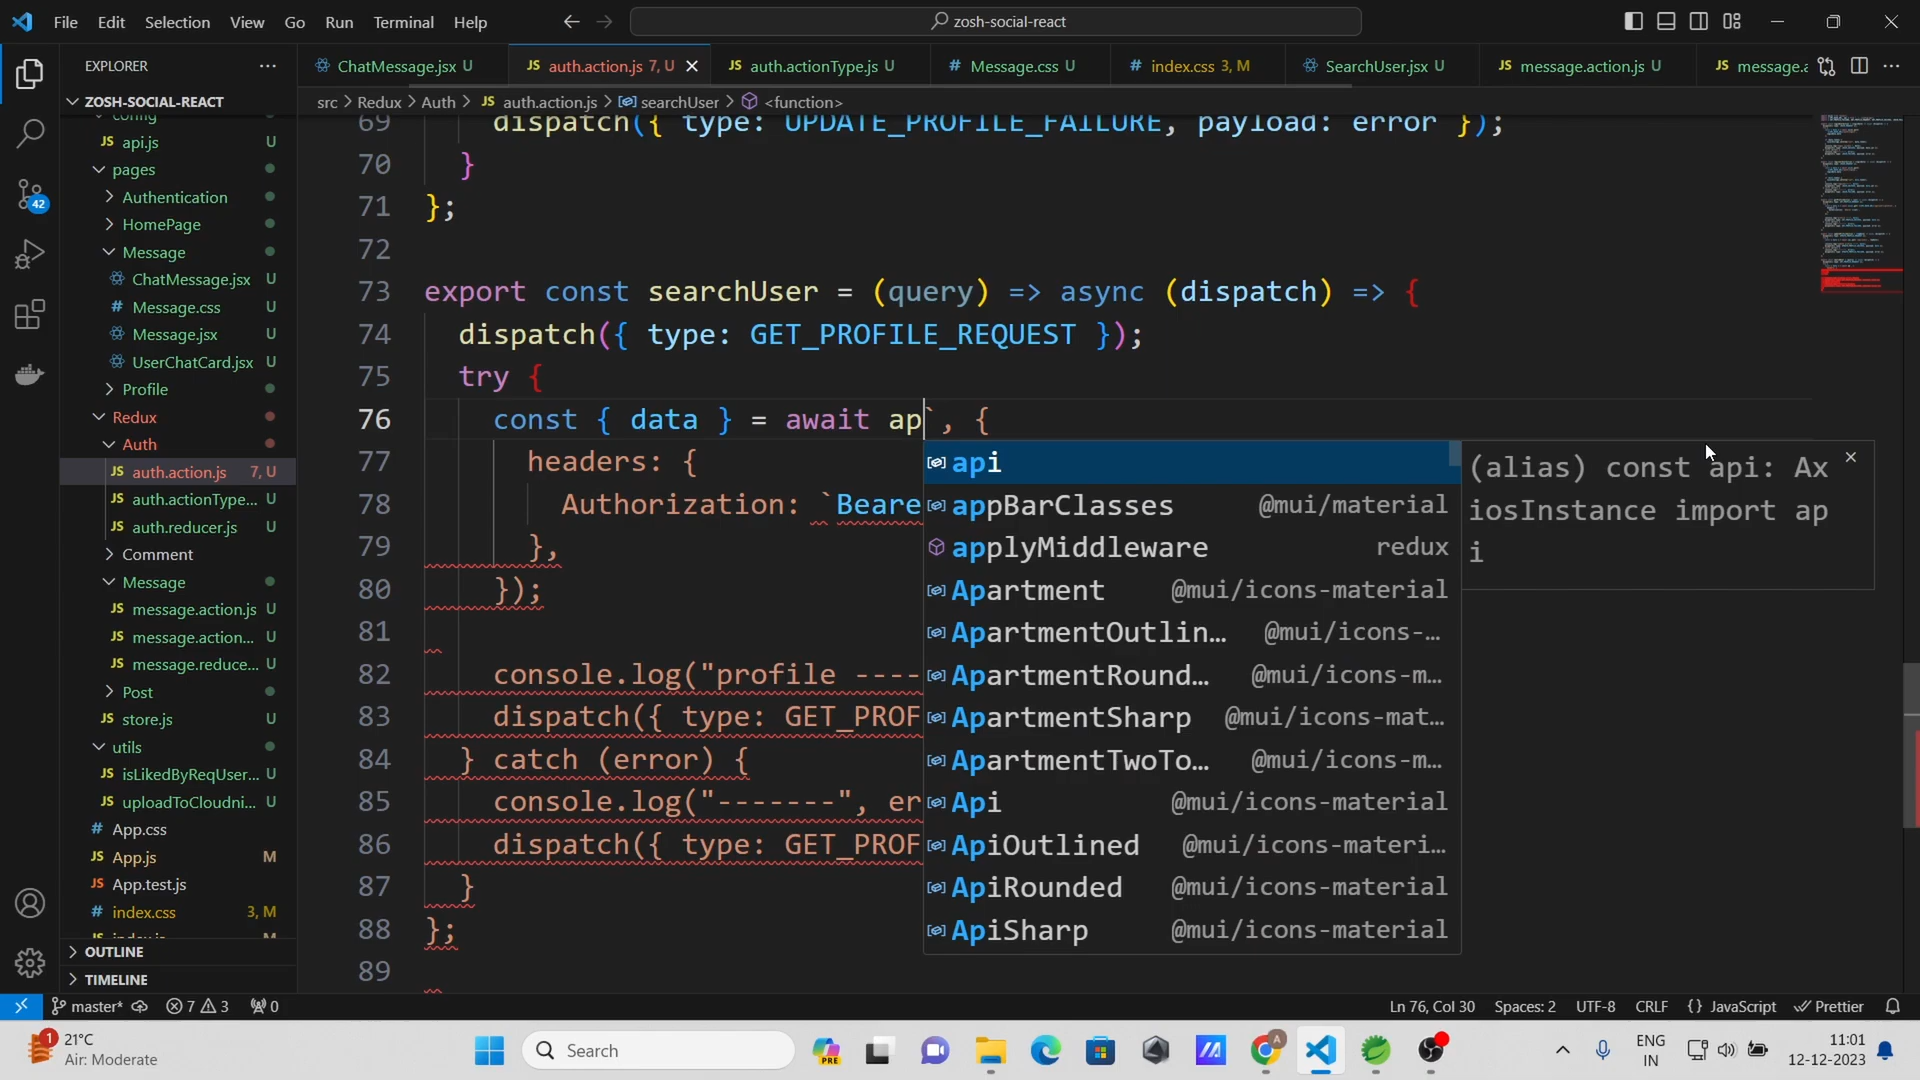 File Edit Selection View Go Run Terminal Help
zosh-social-react
EXPLORER
ChatMessage.jsx U
auth.action.js 7, U
auth.actionType.js U
Message.css U
index.css 3, M
SearchUser.jsx U
message.action.js U
message.a
src > Redux > Auth > auth.action.js > searchUser > <function>
ZOSH-SOCIAL-REACT
config
api.js U
pages
Authentication
HomePage
Message
ChatMessage.jsx U
Message.css U
Message.jsx U
UserChatCard.jsx U
Profile
Redux
Auth
auth.action.js 7, U
auth.actionType... U
auth.reducer.js U
Comment
Message
message.action.js U
message.action... U
message.reduce... U
Post
store.js U
utils
isLikedByReqUser... U
uploadToCloudni... U
App.css
App.js M
App.test.js
index.css 3, M
OUTLINE
TIMELINE
69 dispatch({ type: UPDATE_PROFILE_FAILURE, payload: error });
70 }
71 };
72
73 export const searchUser = (query) => async (dispatch) => {
74 dispatch({ type: GET_PROFILE_REQUEST });
75 try {
76 const { data } = await ap`, {
77 headers: {
78 Authorization: `Beare
79 },
80 });
81
82 console.log("profile ----
83 dispatch({ type: GET_PROF
84 } catch (error) {
85 console.log("-------", er
86 dispatch({ type: GET_PROF
87 }
88 };
89
api
appBarClasses @mui/material
applyMiddleware redux
Apartment @mui/icons-material
ApartmentOutlin... @mui/icons-...
ApartmentRound... @mui/icons-m...
ApartmentSharp @mui/icons-mat...
ApartmentTwoTo... @mui/icons-m...
Api @mui/icons-material
ApiOutlined @mui/icons-materi...
ApiRounded @mui/icons-material
ApiSharp @mui/icons-material
(alias) const api: Ax
iosInstance import ap
i
42
master* 7 3 0
Ln 76, Col 30 Spaces: 2 UTF-8 CRLF {} JavaScript Prettier
1
21°C
Air: Moderate
Search
PRE
A
ENG
IN
11:01
12-12-2023